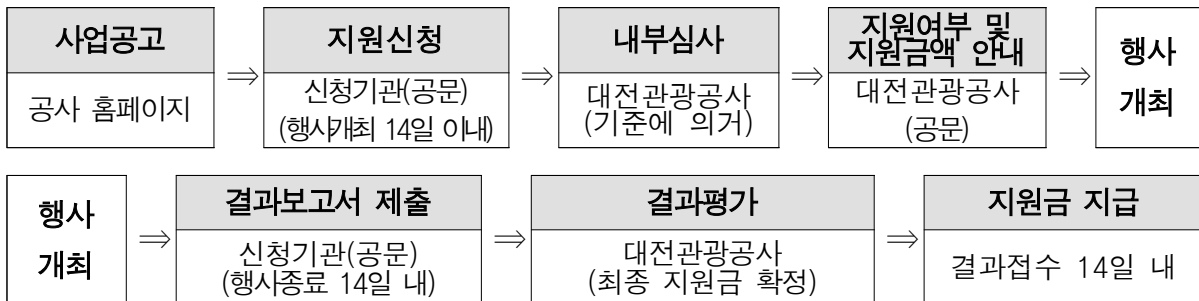 사업공고
공사 홈페이지
⇒
지원신청
신청기관(공문)
(행사개최 14일 이내)
⇒
내부심사
대전관광공사
(기준에 의거)
⇒
지원여부 및
지원금액 안내
대전관광공사
(공문)
⇒
행사
개최
행사
개최
⇒
결과보고서 제출
신청기관(공문)
(행사종료 14일 내)
⇒
결과평가
대전관광공사
(최종 지원금 확정)
⇒
지원금 지급
결과접수 14일 내